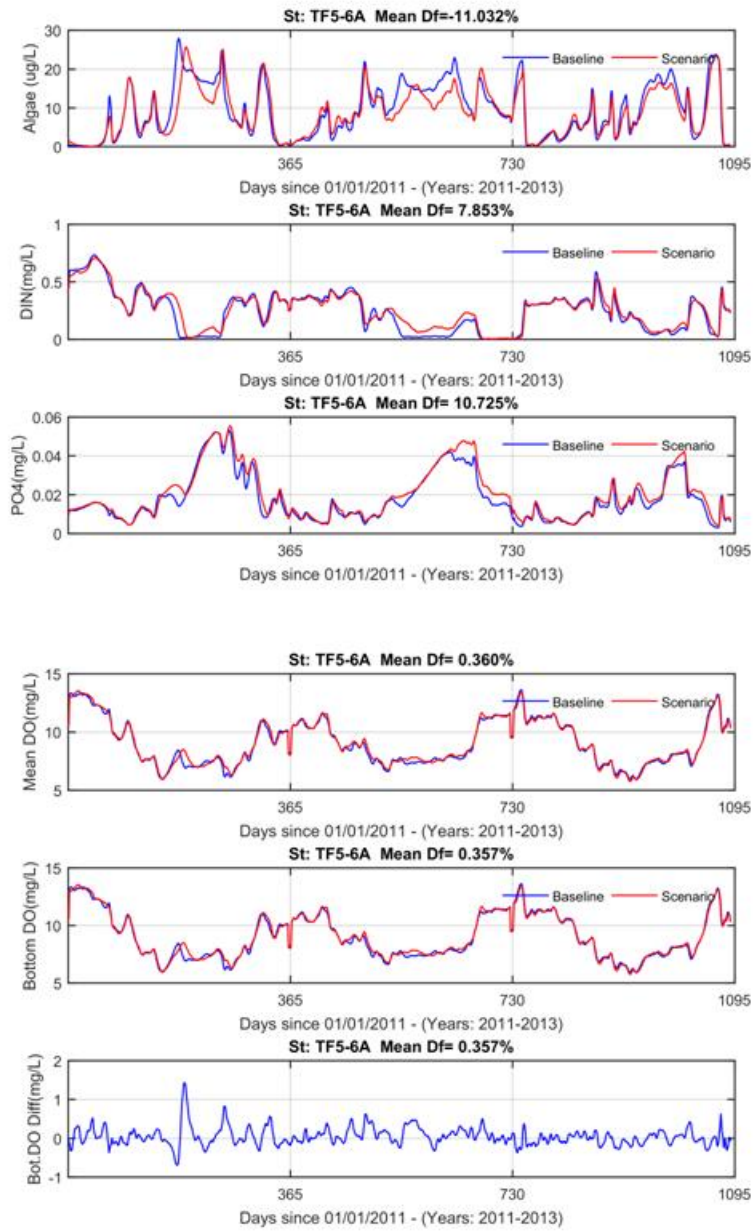 St: TF5-6A Mean Df=-11.032%
30
20
10
0
Algae (ug/L)
Baseline
Scenario
365
730
1095
Days since 01/01/2011 - (Years: 2011-2013)
St: TF5-6A Mean Df= 7.853%
1
0.5
0
DIN(mg/L)
Baseline
Scenario
365
730
1095
Days since 01/01/2011 - (Years: 2011-2013)
St: TF5-6A Mean Df= 10.725%
0.06
0.04
0.02
0
PO4(mg/L)
Baseline
Scenario
365
730
1095
Days since 01/01/2011 - (Years: 2011-2013)
St: TF5-6A Mean Df= 0.360%
15
10
5
Mean DO(mg/L)
Baseline
Scenario
365
730
1095
Days since 01/01/2011 - (Years: 2011-2013)
St: TF5-6A Mean Df= 0.357%
15
10
5
Bottom DO(mg/L)
Baseline
Scenario
365
730
1095
Days since 01/01/2011 - (Years: 2011-2013)
St: TF5-6A Mean Df= 0.357%
2
1
0
-1
Bot.DO Diff(mg/L)
365
730
1095
Days since 01/01/2011 - (Years: 2011-2013)